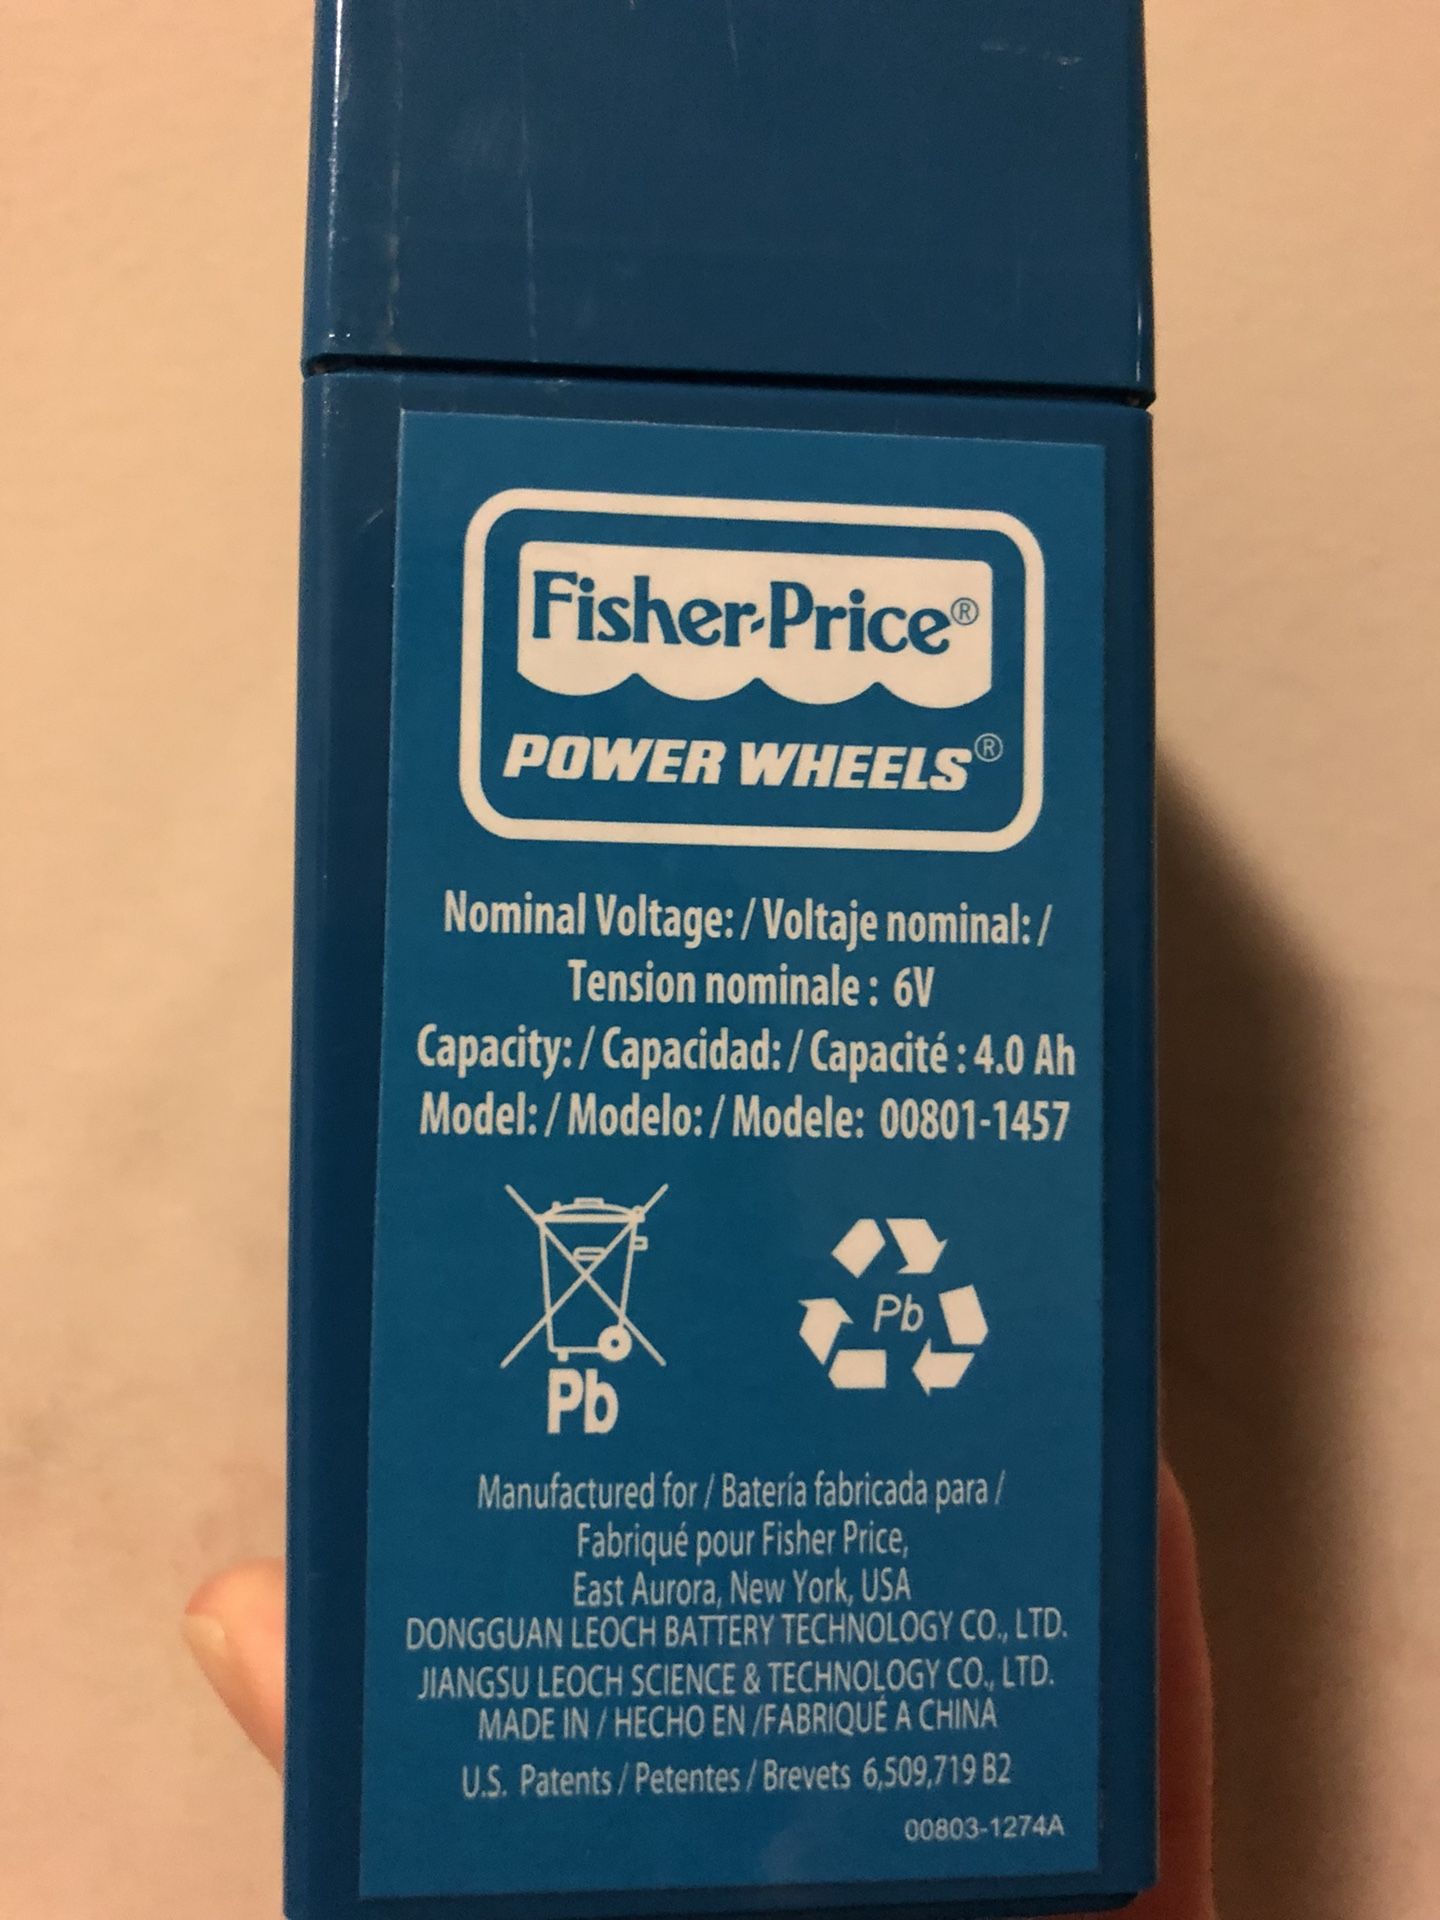 Fisher-Price®
POWER WHEELS®
Nominal Voltage: / Voltaje nominal: /
Tension nominale : 6V
Capacity: / Capacidad: / Capacité : 4.0 Ah
Model: / Modelo: / Modele: 00801-1457
Pb
Pb
Manufactured for / Batería fabricada para /
Fabriqué pour Fisher Price,
East Aurora, New York, USA
DONGGUAN LEOCH BATTERY TECHNOLOGY CO., LTD.
JIANGSU LEOCH SCIENCE & TECHNOLOGY CO., LTD.
MADE IN / HECHO EN /FABRIQUÉ A CHINA
U.S. Patents / Petentes / Brevets 6,509,719 B2
00803-1274A